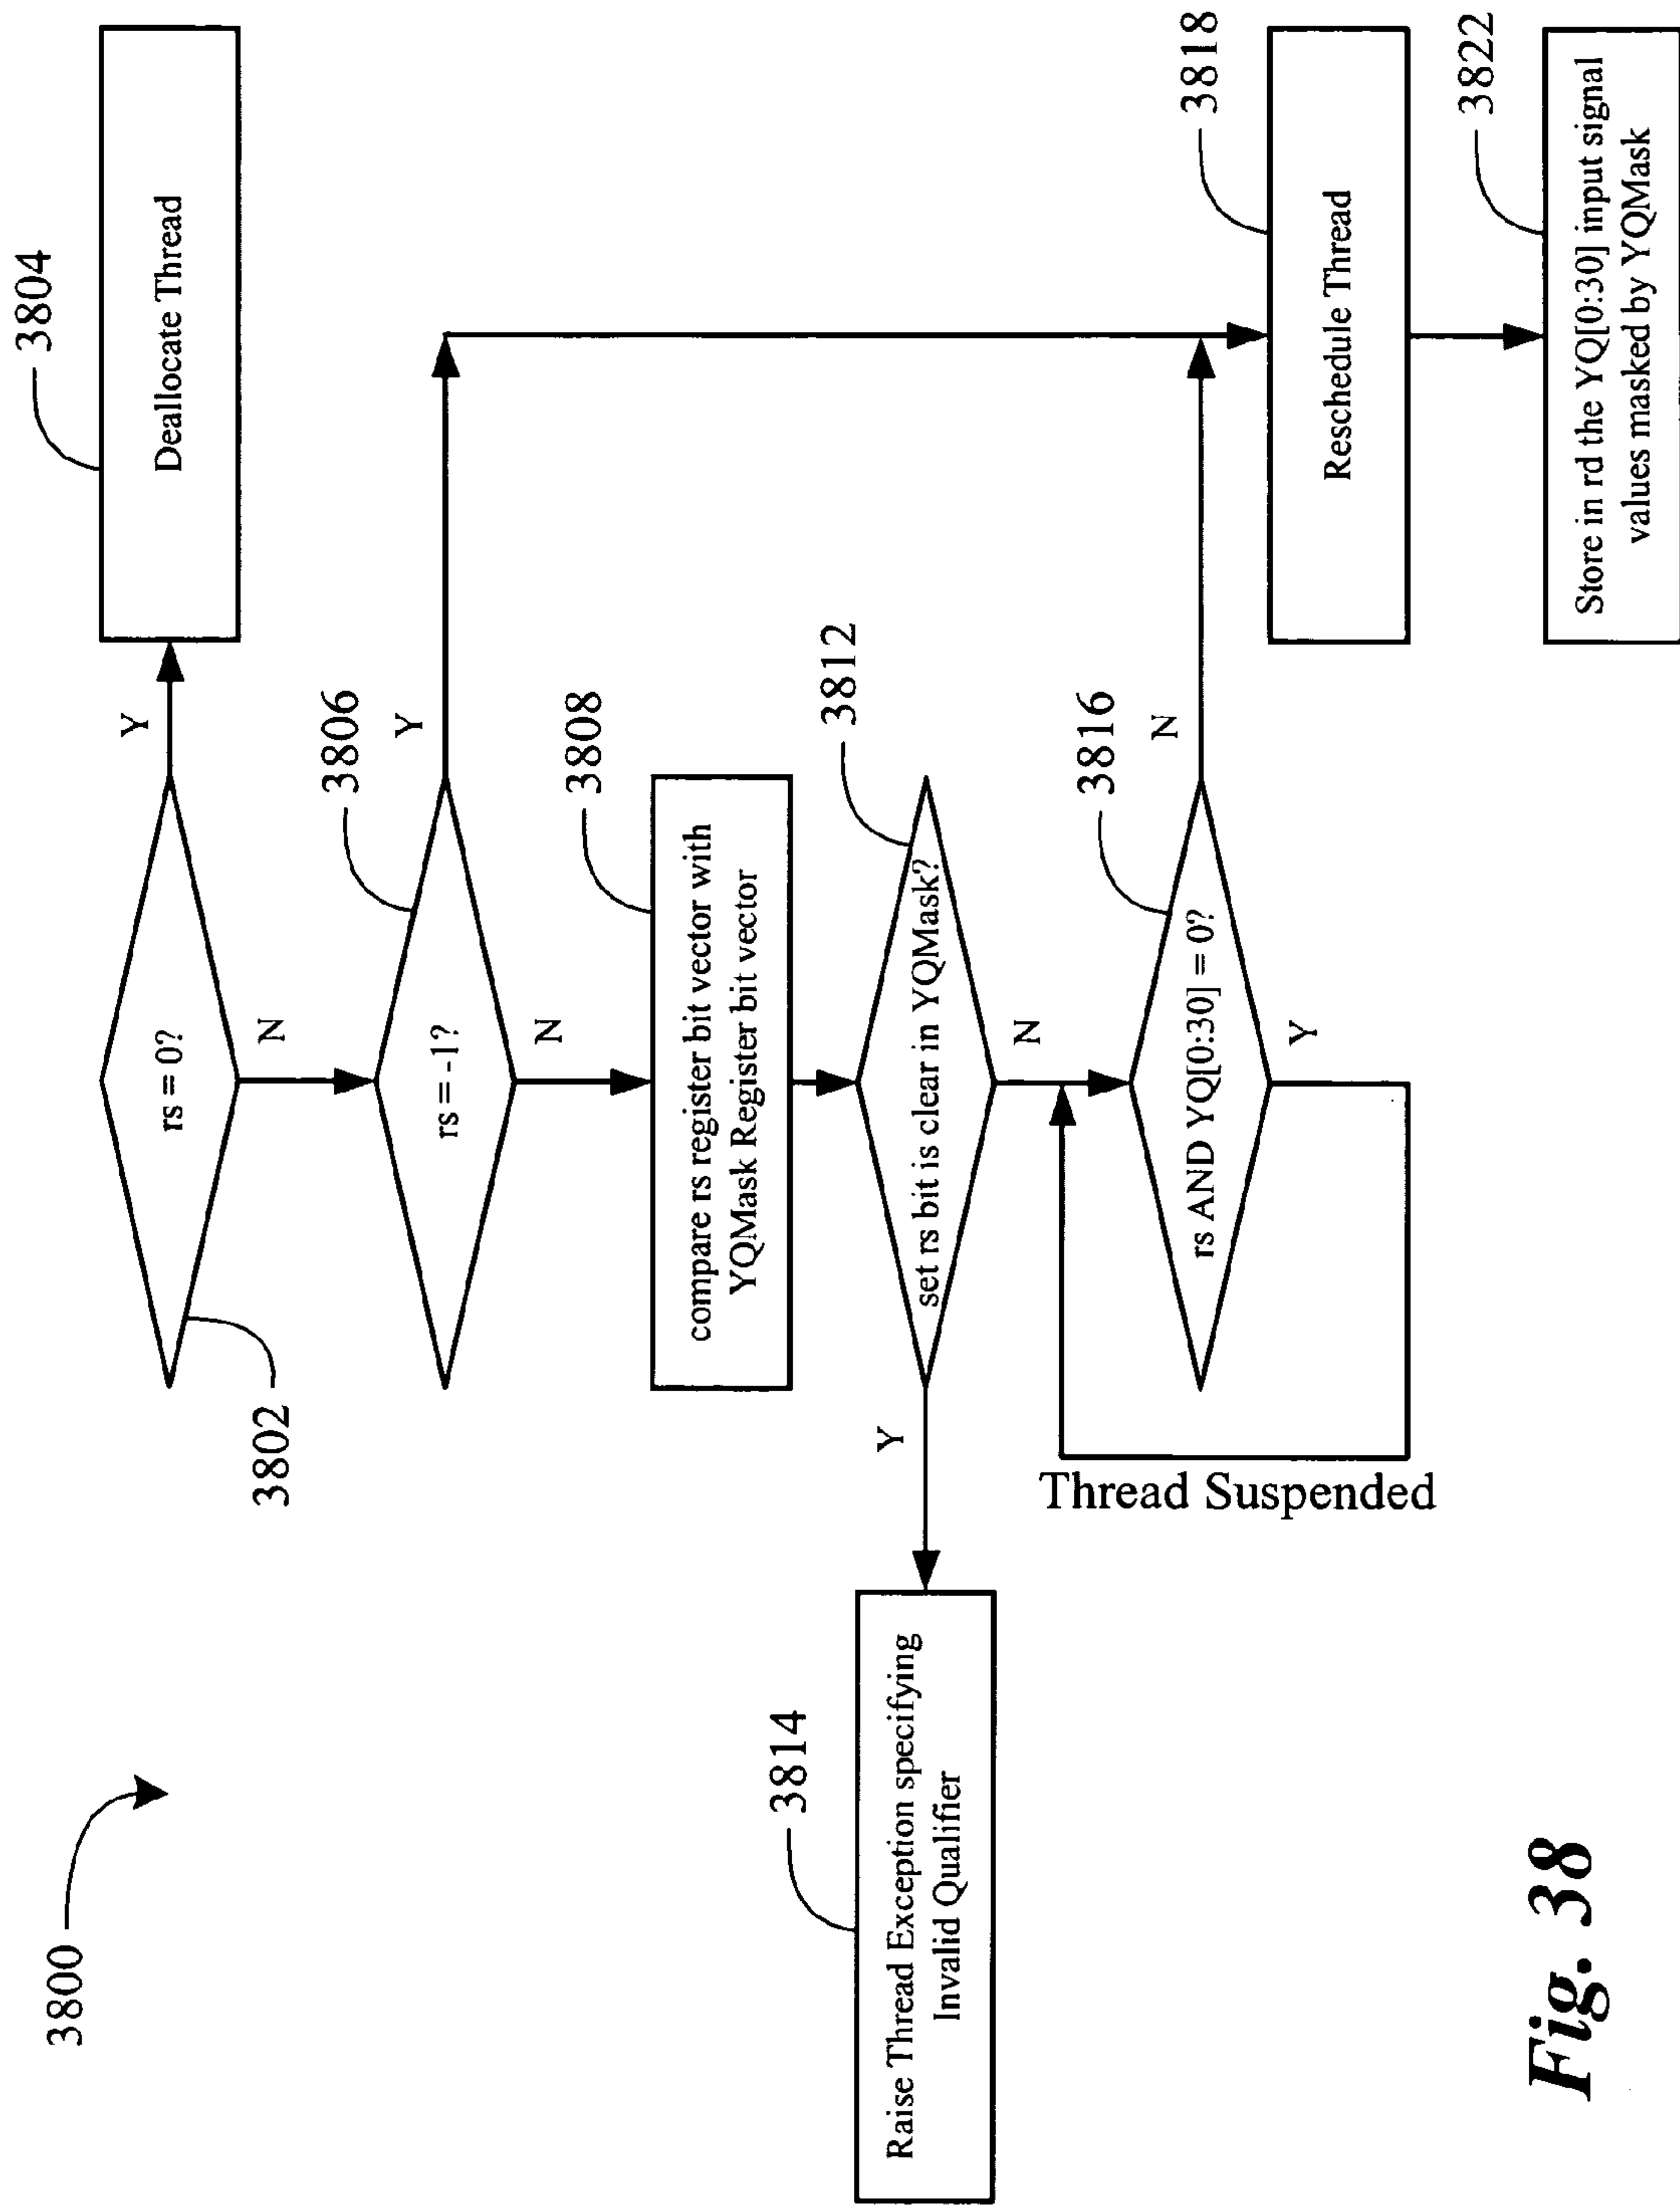 3800
3802
rs = 0?
Y
3804
Deallocate Thread
N
3806
rs = -1?
Y
N
3808
compare rs register bit vector with
YQMask Register bit vector
3812
set rs bit is clear in YQMask?
Y
3814
Raise Thread Exception specifying
Invalid Qualifier
N
3816
rs AND YQ[0:30] = 0?
N
Y
Thread Suspended
3818
Reschedule Thread
3822
Store in rd the YQ[0:30] input signal
values masked by YQMask
Fig. 38